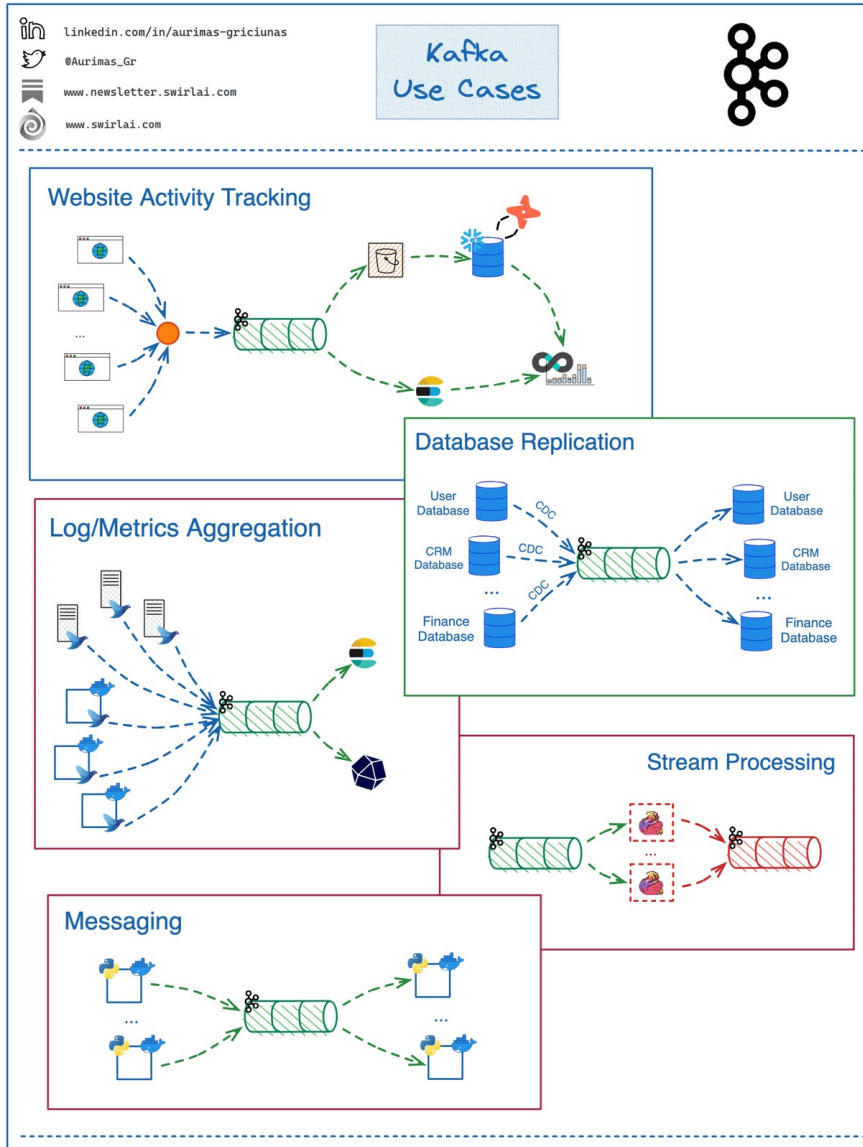 linkedin.com/in/aurimas-griciunas
@Aurimas_Gr
www.newsletter.swirlai.com
www.swirlai.com
Kafka
Use Cases
Website Activity Tracking
...
Database Replication
User
Database
CRM
Database
...
Finance
Database
CDC
CDC
CDC
User
Database
CRM
Database
...
Finance
Database
Log/Metrics Aggregation
Stream Processing
...
Messaging
...
...